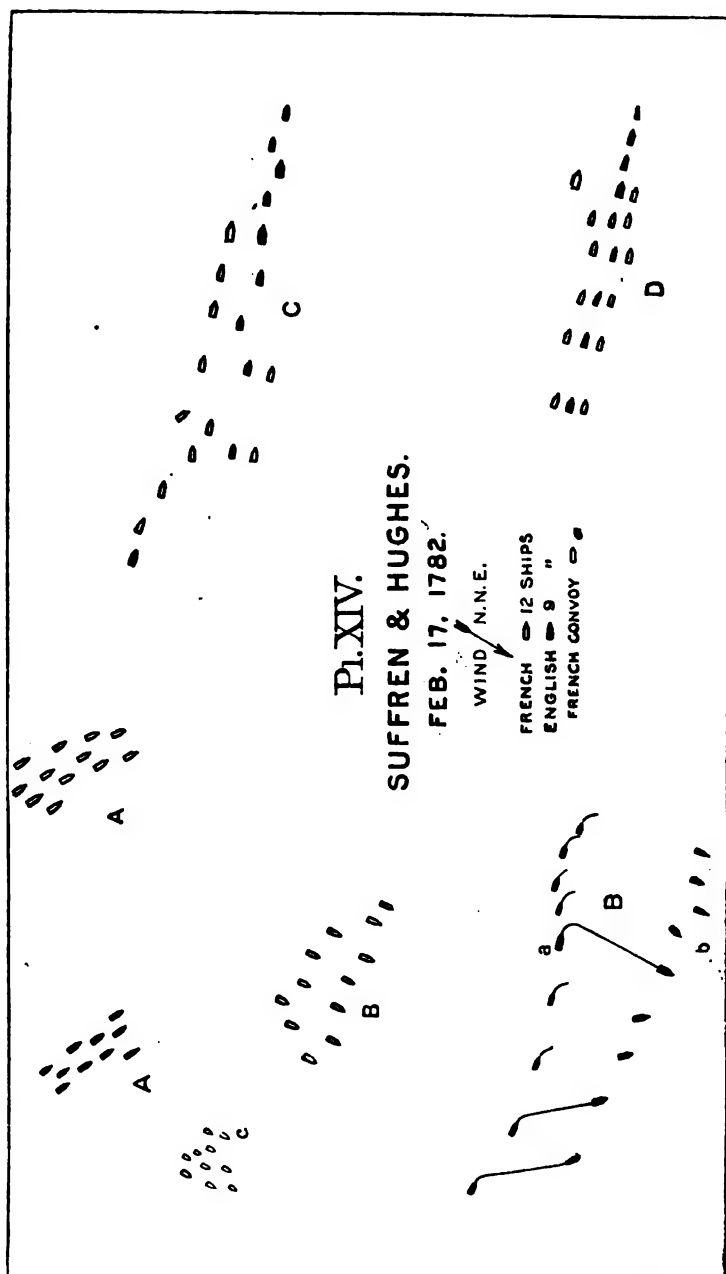 Pl. XIV.
SUFFREN & HUGHES.
FEB. 17, 1782.
WIND N.N.E.
FRENCH 12 SHIPS
ENGLISH 9 "
FRENCH CONVOY
A
A
B
C
B
a
b
C
D